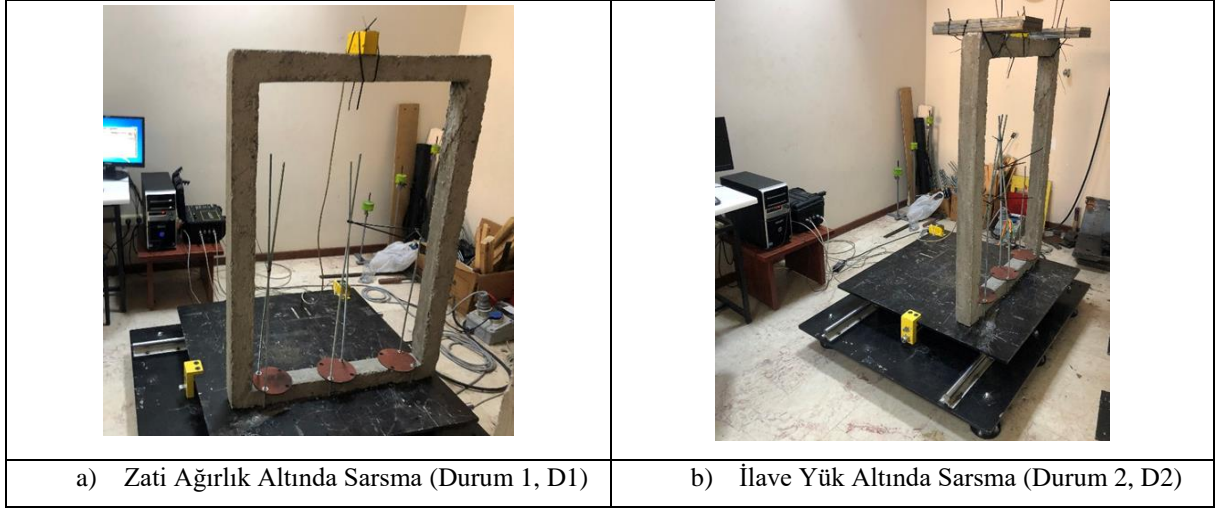 a) Zati Ağırlık Altında Sarsma (Durum 1, D1)
b) İlave Yük Altında Sarsma (Durum 2, D2)